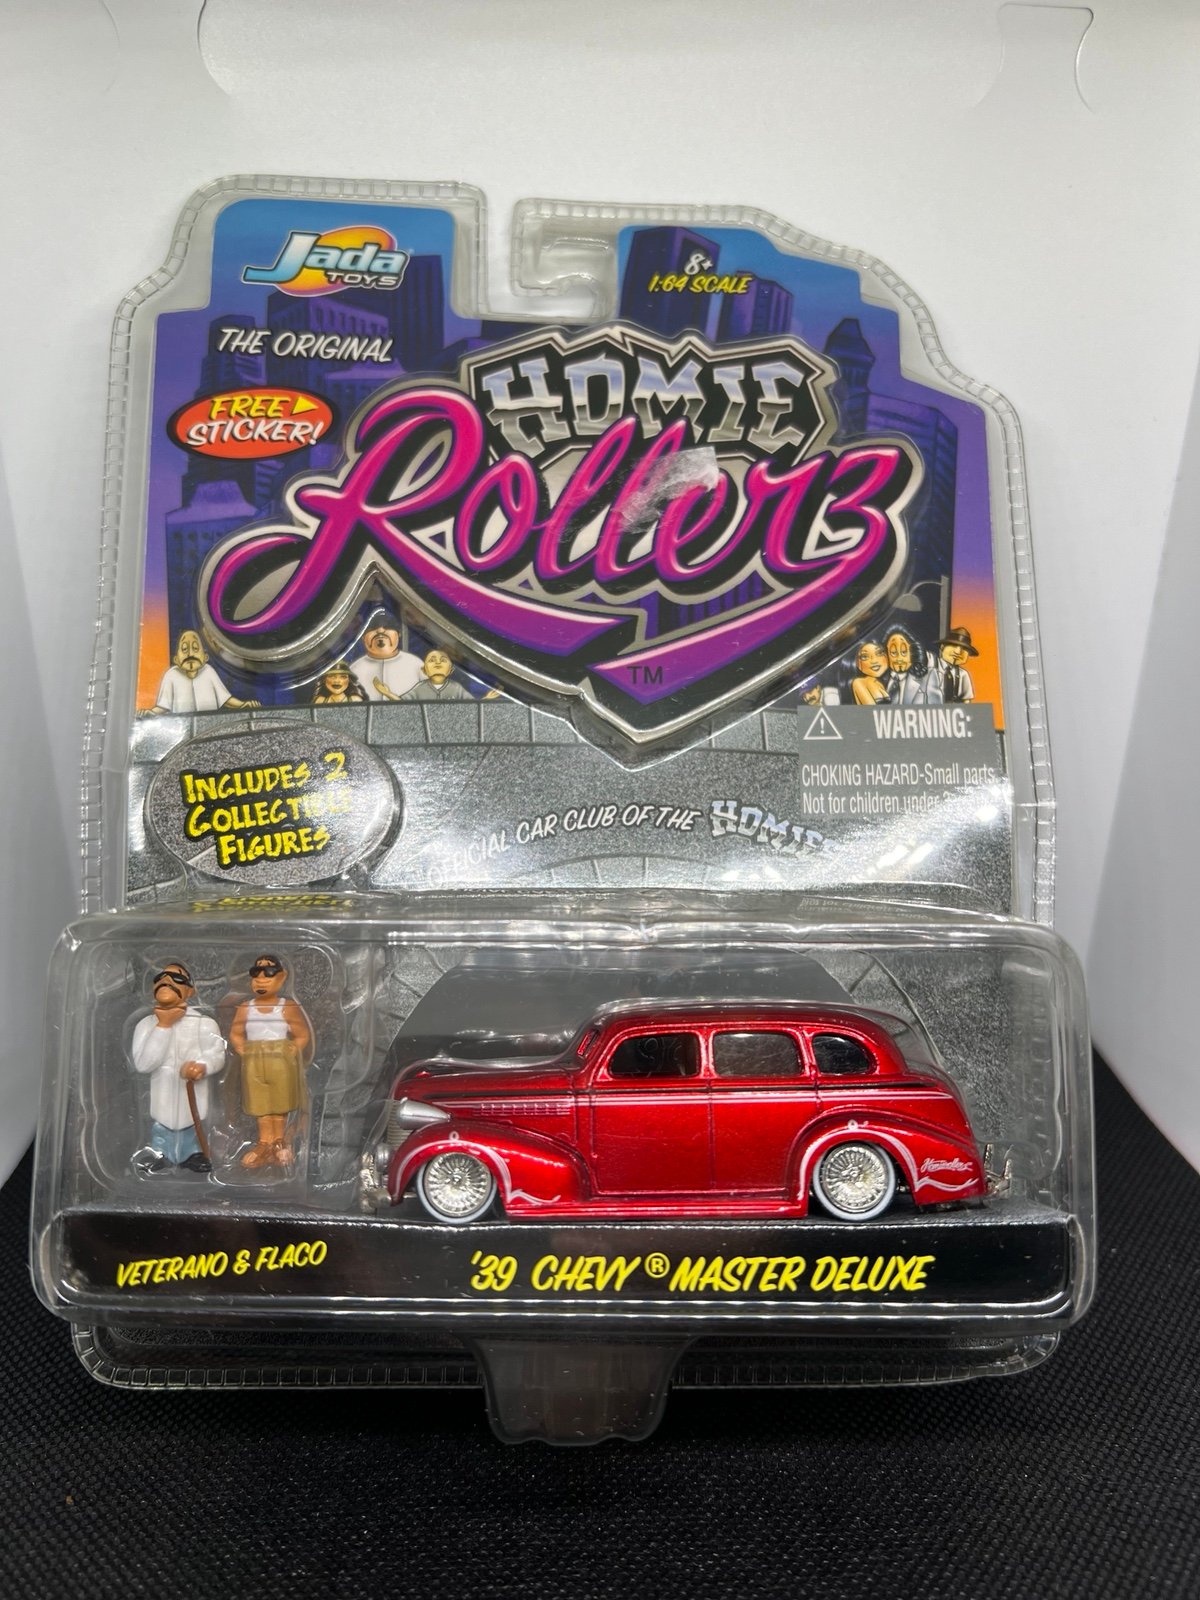 Jada
TOYS
8+
1:64 SCALE
THE ORIGINAL
FREE
STICKER!
HOMIE
Rollerz
TM
WARNING:
CHOKING HAZARD-Small parts.
Not for children under
INCLUDES 2
COLLECTIBLE
FIGURES
OFFICIAL CAR CLUB OF THE HOMIES
VETERANO & FLACO
'39 CHEVY® MASTER DELUXE